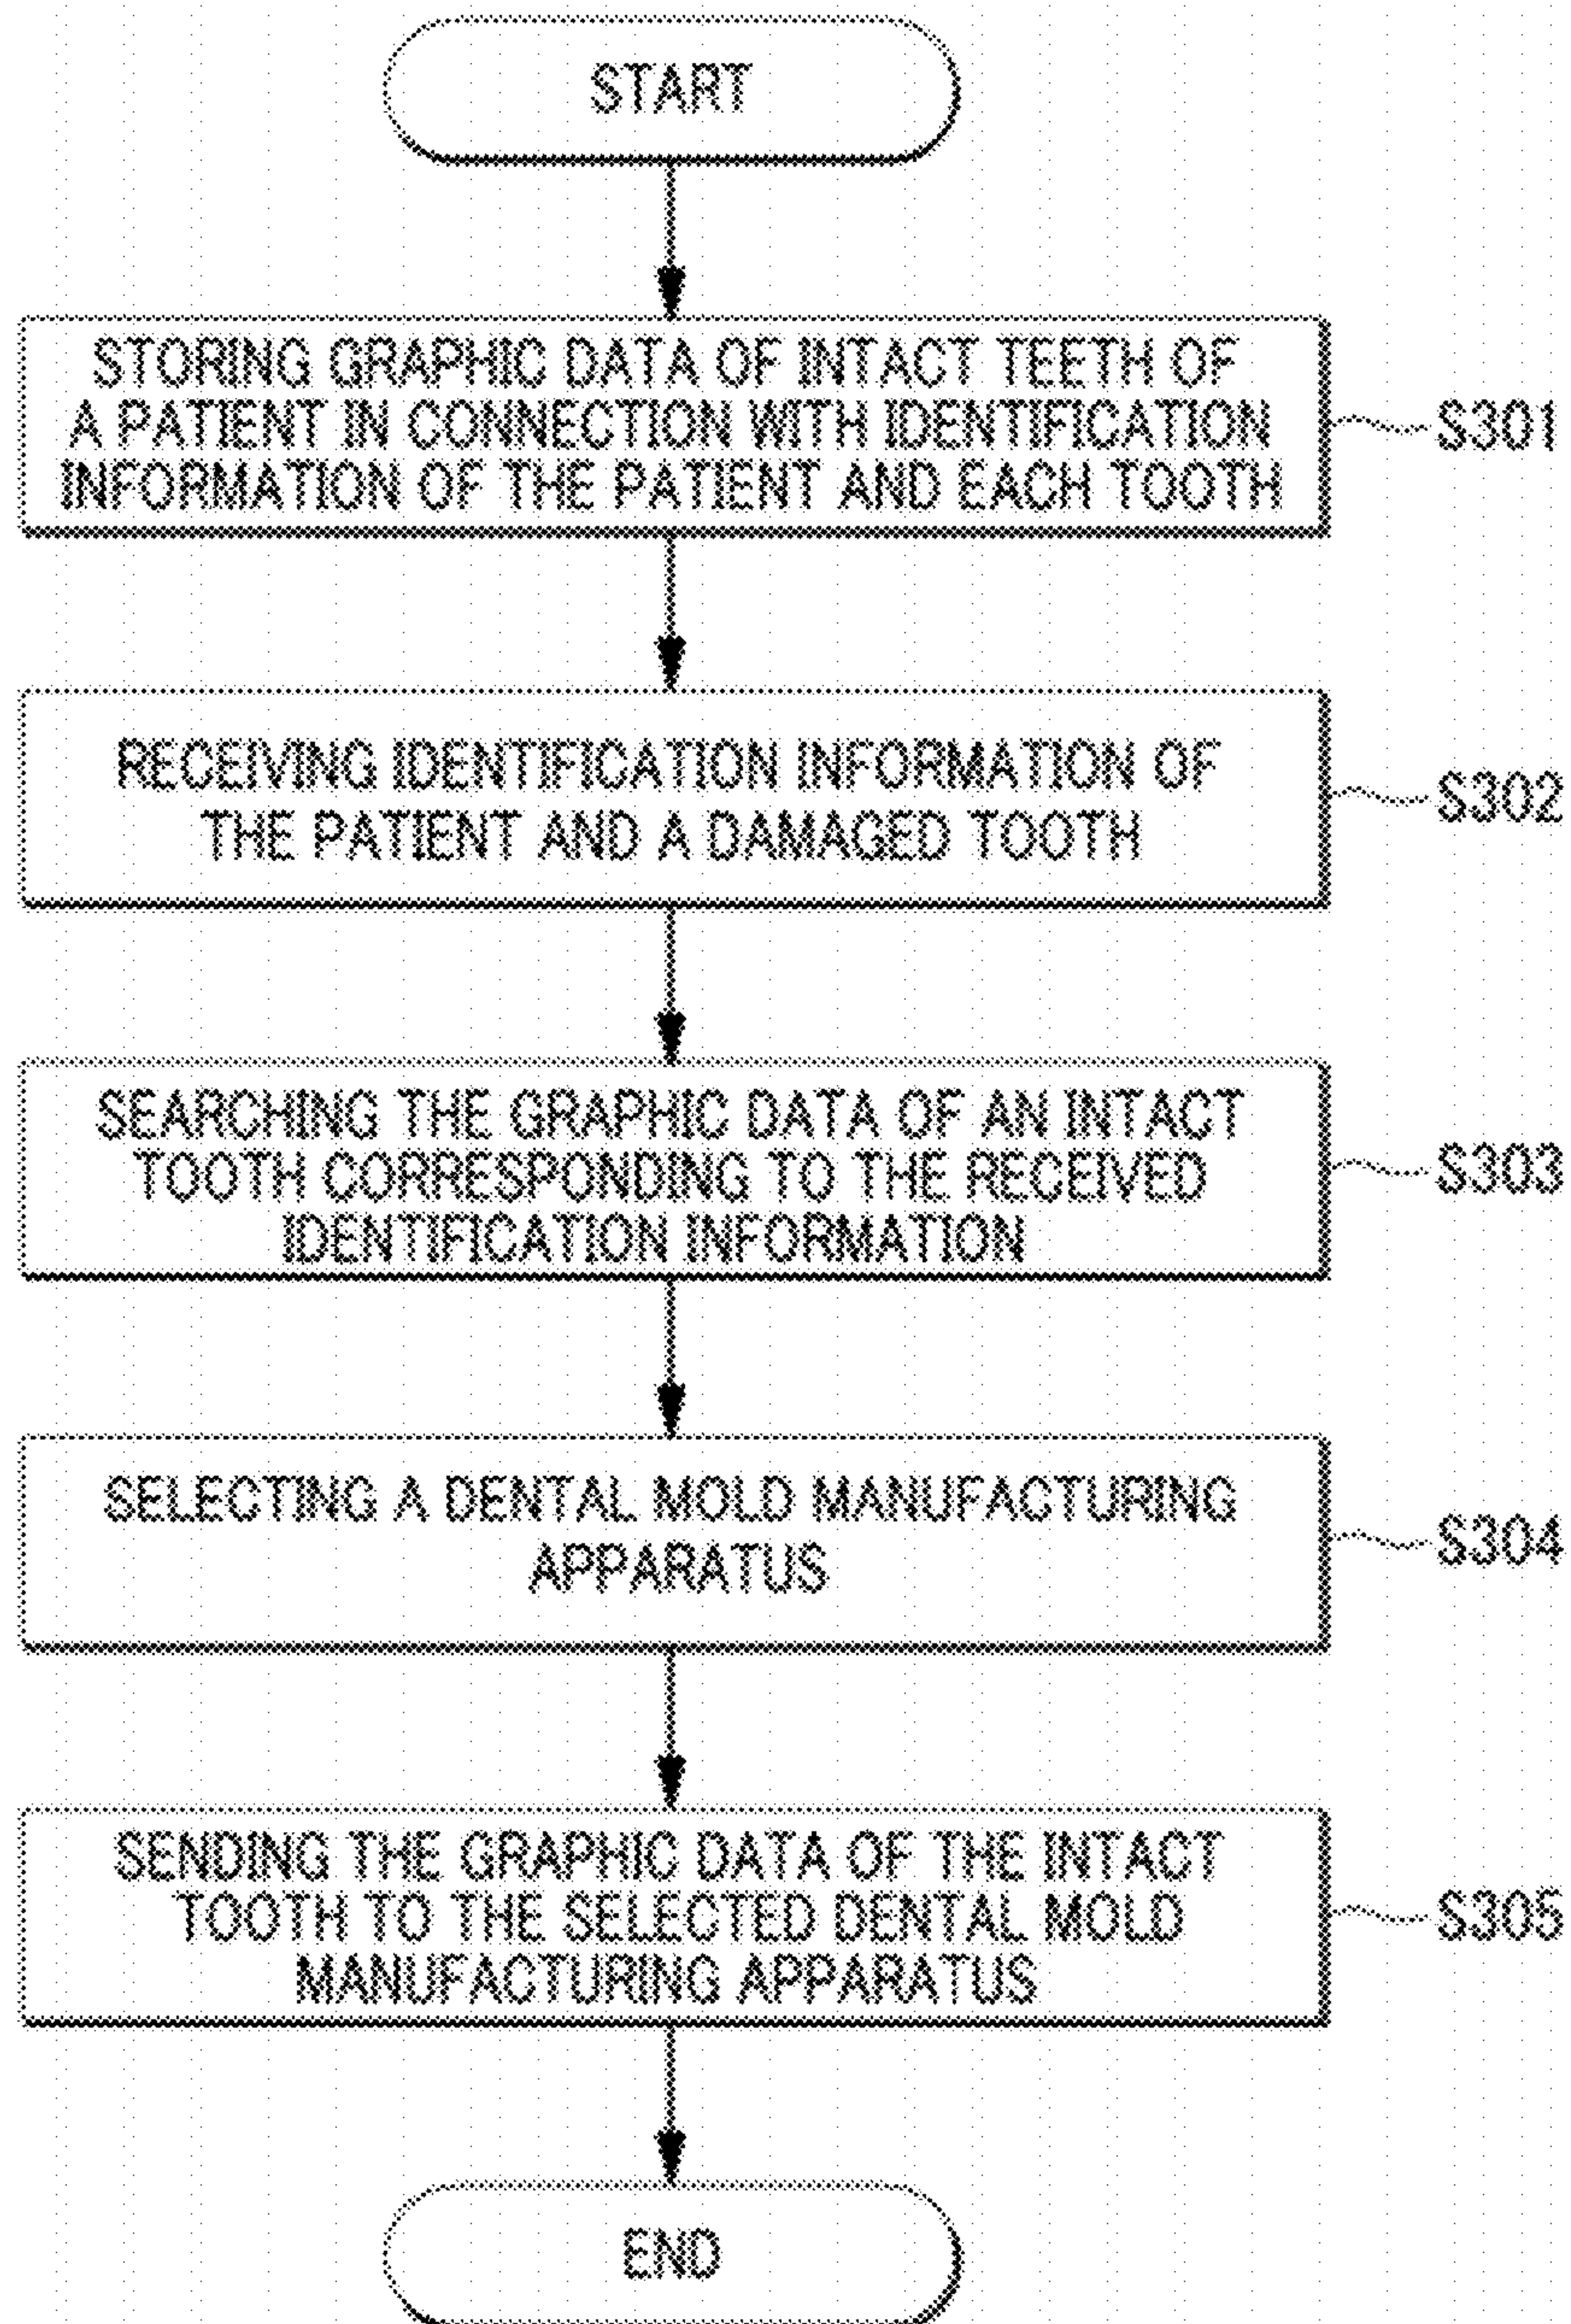 START
STORING GRAPHIC DATA OF INTACT TEETH OF
A PATIENT IN CONNECTION WITH IDENTIFICATION
INFORMATION OF THE PATIENT AND EACH TOOTH
S301
RECEIVING IDENTIFICATION INFORMATION OF
THE PATIENT AND A DAMAGED TOOTH
S302
SEARCHING THE GRAPHIC DATA OF AN INTACT
TOOTH CORRESPONDING TO THE RECEIVED
IDENTIFICATION INFORMATION
S303
SELECTING A DENTAL MOLD MANUFACTURING
APPARATUS
S304
SENDING THE GRAPHIC DATA OF THE INTACT
TOOTH TO THE SELECTED DENTAL MOLD
MANUFACTURING APPARATUS
S305
END